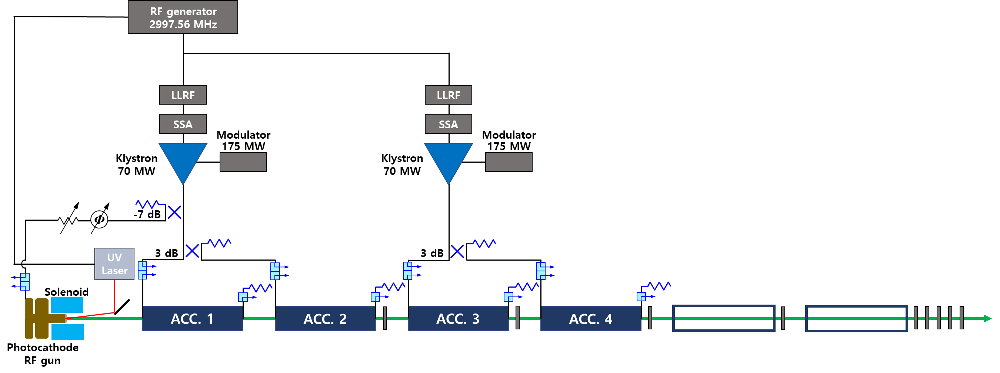 RF generator
2997.56 MHz
LLRF
LLRF
SSA
SSA
Modulator
175 MW
Modulator
175 MW
Klystron
70 MW
Klystron
70 MW
-7 dB
Φ
3 dB
3 dB
UV
Laser
Solenoid
ACC. 1
ACC. 2
ACC. 3
ACC. 4
Photocathode
RF gun